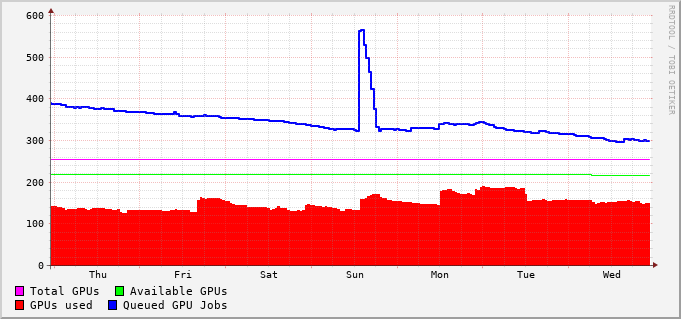 600
500
400
300
200
100
0
Thu Fri Sat Sun Mon Tue Wed
Total GPUs Available GPUs
GPUs used Queued GPU Jobs
RRDTOOL / TOBI OETIKER